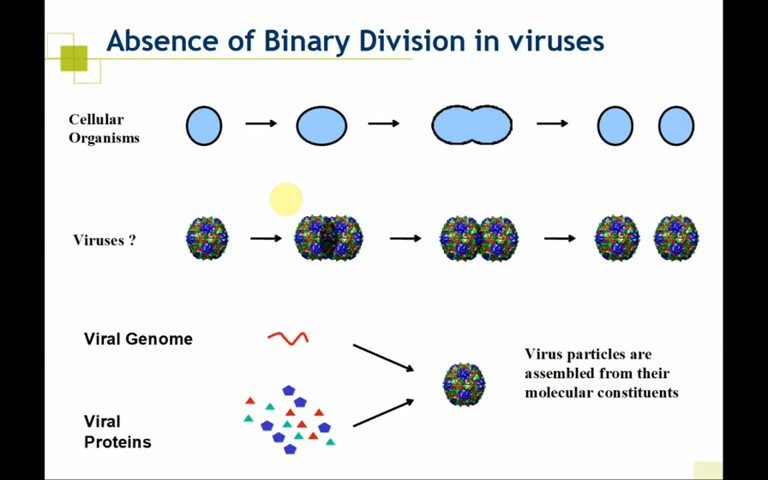 Absence of Binary Division in viruses
Cellular
Organisms
Viruses ?
Viral Genome
Viral
Proteins
Virus particles are
assembled from their
molecular constituents